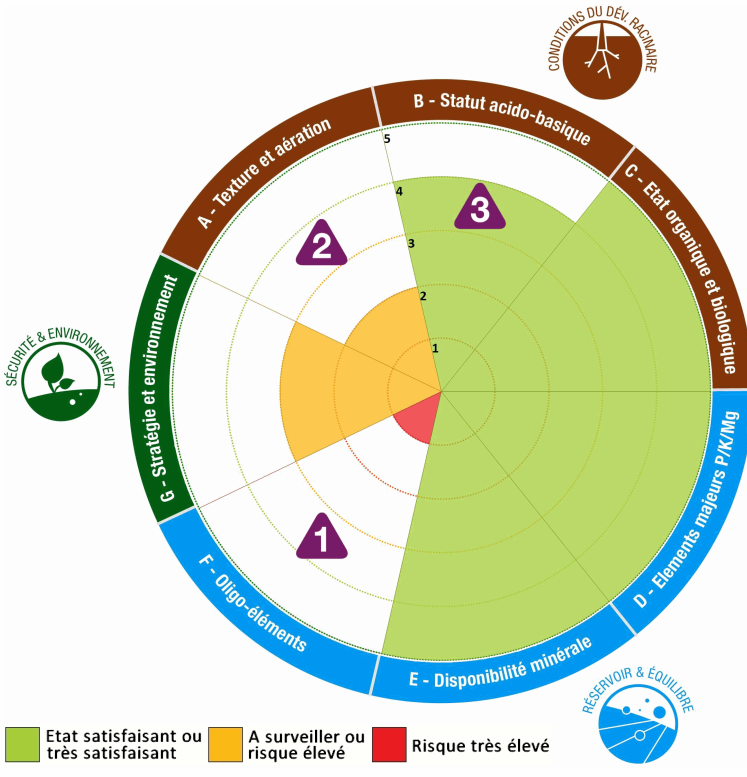 CONDITIONS DU DÉV. RACINAIRE
B - Statut acido-basique
A - Texture et aération
C - Etat organique et biologique
5
4
3
2
1
3
2
SÉCURITÉ & ENVIRONNEMENT
G - Stratégie et environnement
D - Elements majeurs P/K/Mg
1
F - Oligo-éléments
E - Disponibilité minérale
RÉSERVOIR & ÉQUILIBRE
Etat satisfaisant ou
très satisfaisant
A surveiller ou
risque élevé
Risque très élevé